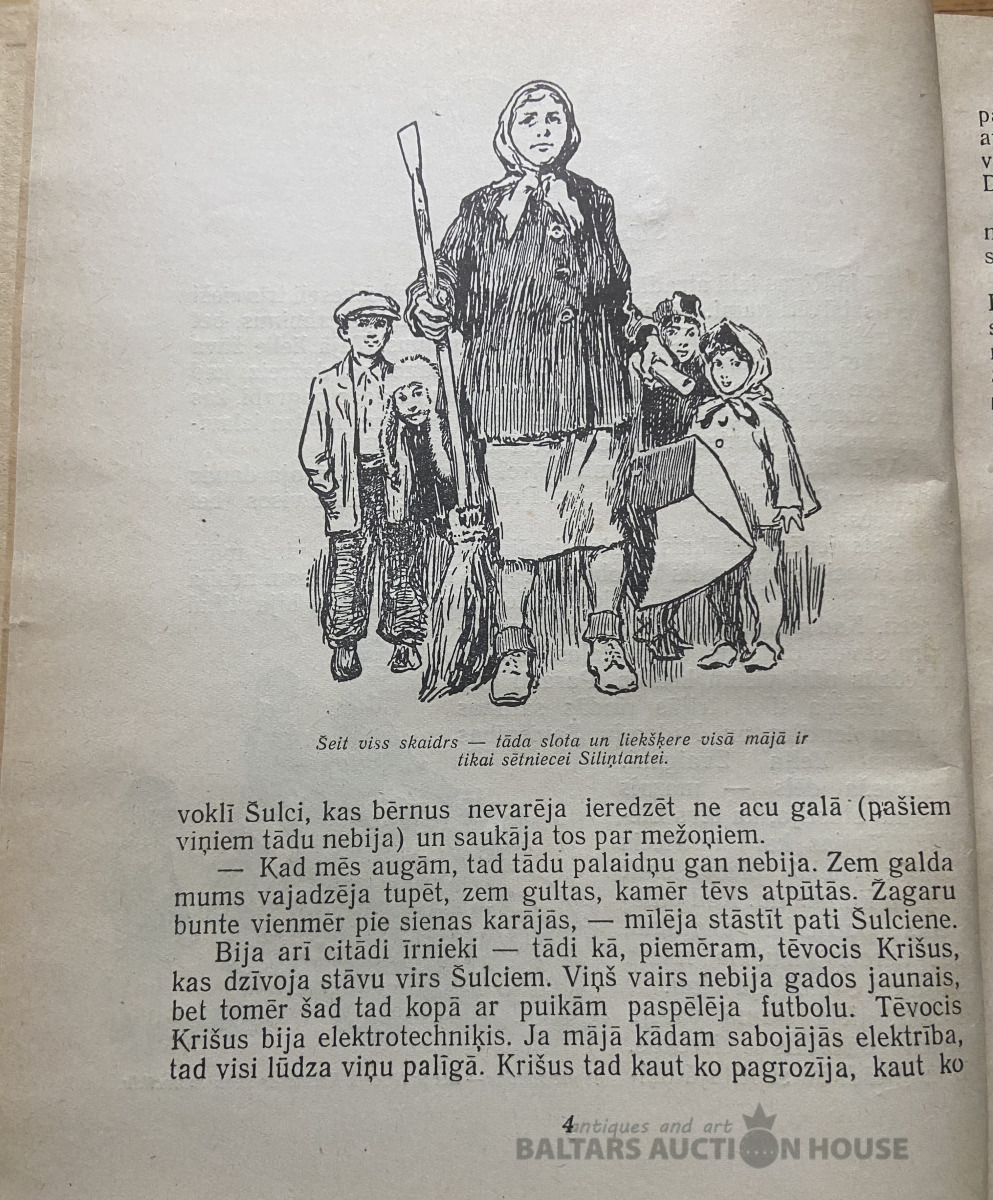 Šeit viss skaidrs — tāda slota un liekšķere visā mājā ir
tikai sētniecei Siliņtantei.
voklī Šulci, kas bērnus nevarēja ieredzēt ne acu galā (pašiem
viņiem tādu nebija) un saukāja tos par mežoņiem.
— Kad mēs augām, tad tādu palaidņu gan nebija. Zem galda
mums vajadzēja tupēt, zem gultas, kamēr tēvs atpūtās. Žagaru
bunte vienmēr pie sienas karājās, — mīlēja stāstīt pati Šulciene.
Bija arī citādi īrnieki — tādi kā, piemēram, tēvocis Krišus,
kas dzīvoja stāvu virs Šulciem. Viņš vairs nebija gados jaunais,
bet tomēr šad tad kopā ar puikām paspēlēja futbolu. Tēvocis
Krišus bija elektrotechniķis. Ja mājā kādam sabojājās elektrība,
tad visi lūdza viņu palīgā. Krišus tad kaut ko pagrozīja, kaut ko
4
antiques and art
BALTARS AUCTION HOUSE